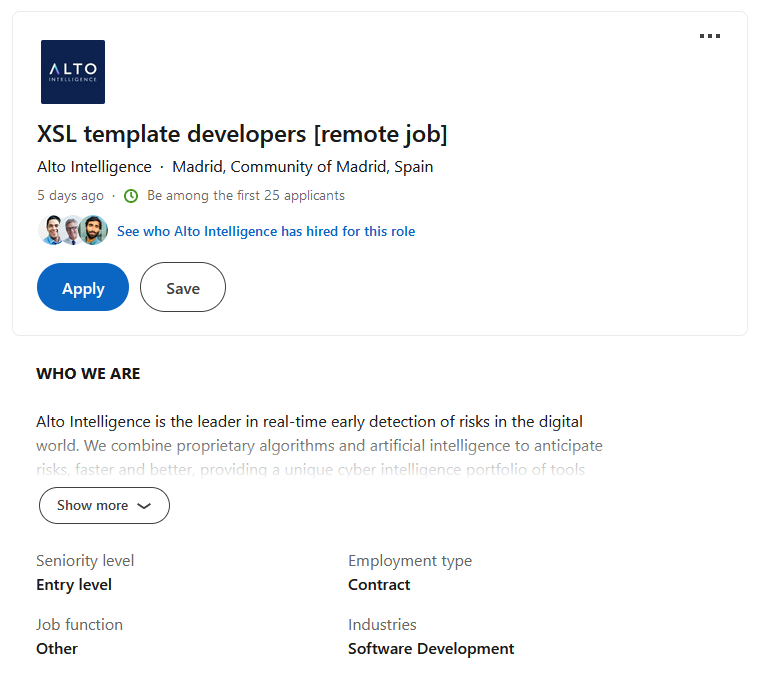 ALTO
INTELLIGENCE
XSL template developers [remote job]
Alto Intelligence · Madrid, Community of Madrid, Spain
5 days ago · Be among the first 25 applicants
See who Alto Intelligence has hired for this role
Apply Save
WHO WE ARE
Alto Intelligence is the leader in real-time early detection of risks in the digital
world. We combine proprietary algorithms and artificial intelligence to anticipate
risks, faster and better, providing a unique cyber intelligence portfolio of tools
Show more
Seniority level Employment type
Entry level Contract
Job function Industries
Other Software Development